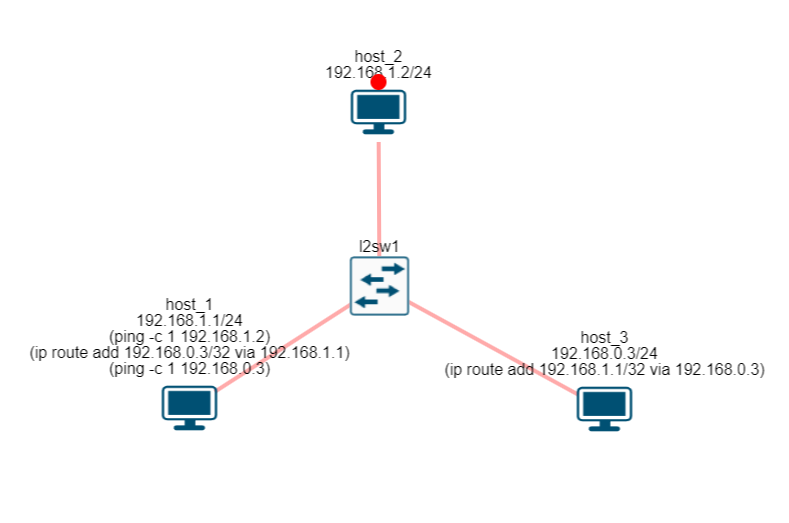 host_2
192.168.1.2/24
l2sw1
host_1
192.168.1.1/24
(ping -c 1 192.168.1.2)
(ip route add 192.168.0.3/32 via 192.168.1.1)
(ping -c 1 192.168.0.3)
host_3
192.168.0.3/24
(ip route add 192.168.1.1/32 via 192.168.0.3)